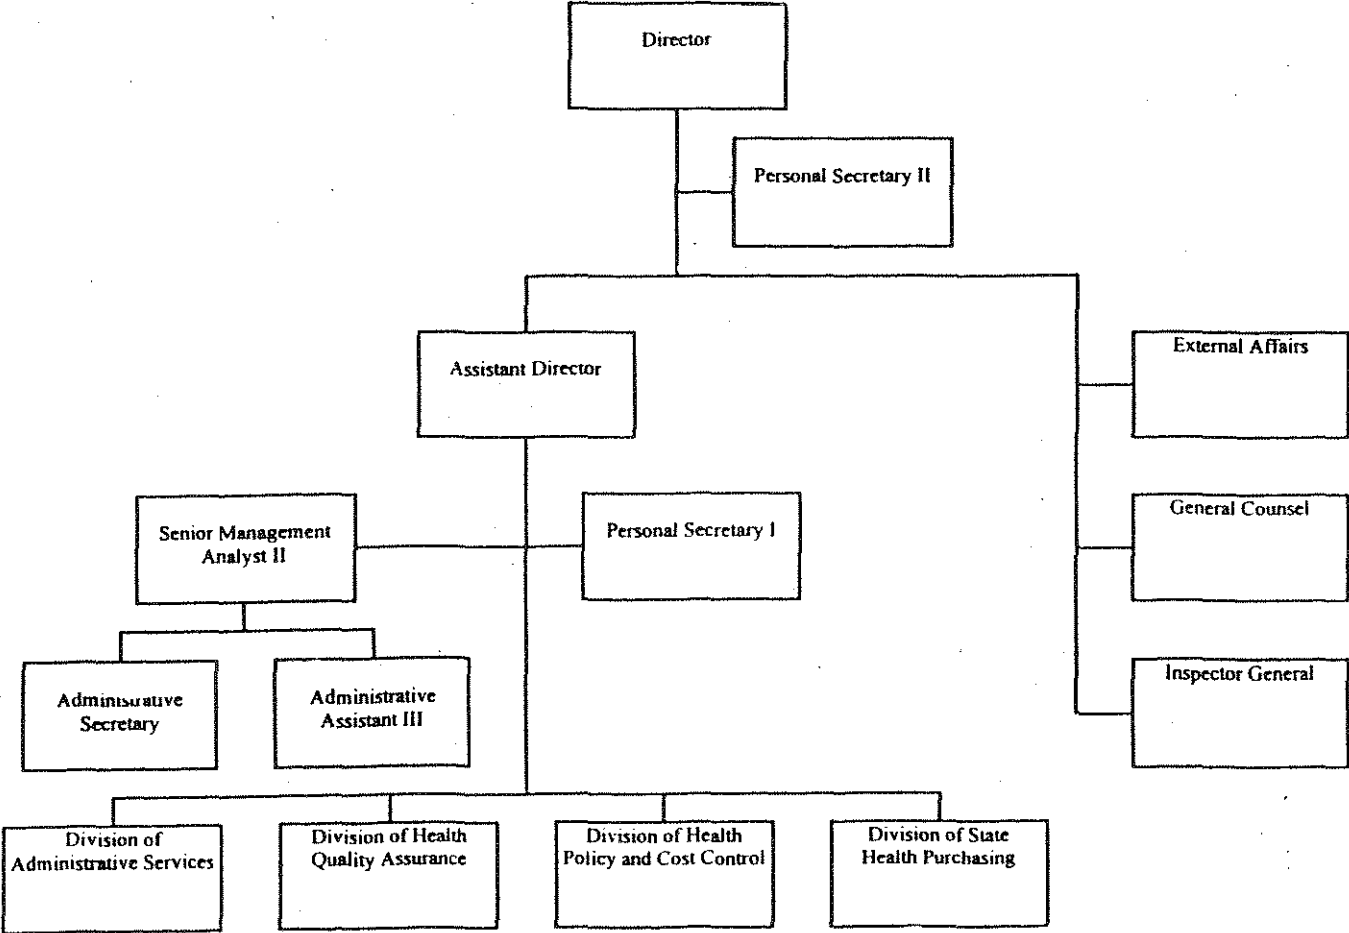 Director
Personal Secretary II
Assistant Director
External Affairs
Senior Management
Analyst II
Personal Secretary I
General Counsel
Administrative
Secretary
Administrative
Assistant III
Inspector General
Division of
Administrative Services
Division of Health
Quality Assurance
Division of Health
Policy and Cost Control
Division of State
Health Purchasing